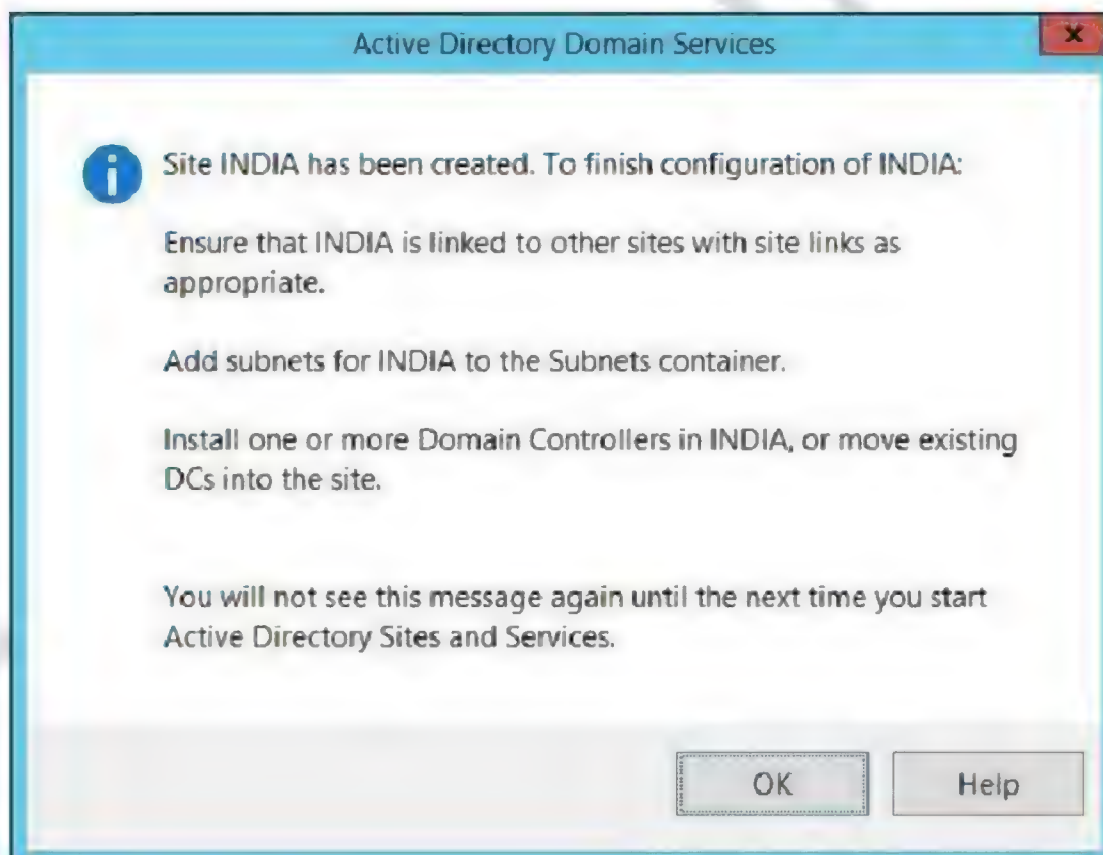 Active Directory Domain Services
x
Site INDIA has been created. To finish configuration of INDIA:
Ensure that INDIA is linked to other sites with site links as
appropriate.
Add subnets for INDIA to the Subnets container.
Install one or more Domain Controllers in INDIA, or move existing
DCs into the site.
You will not see this message again until the next time you start
Active Directory Sites and Services.
OK
Help